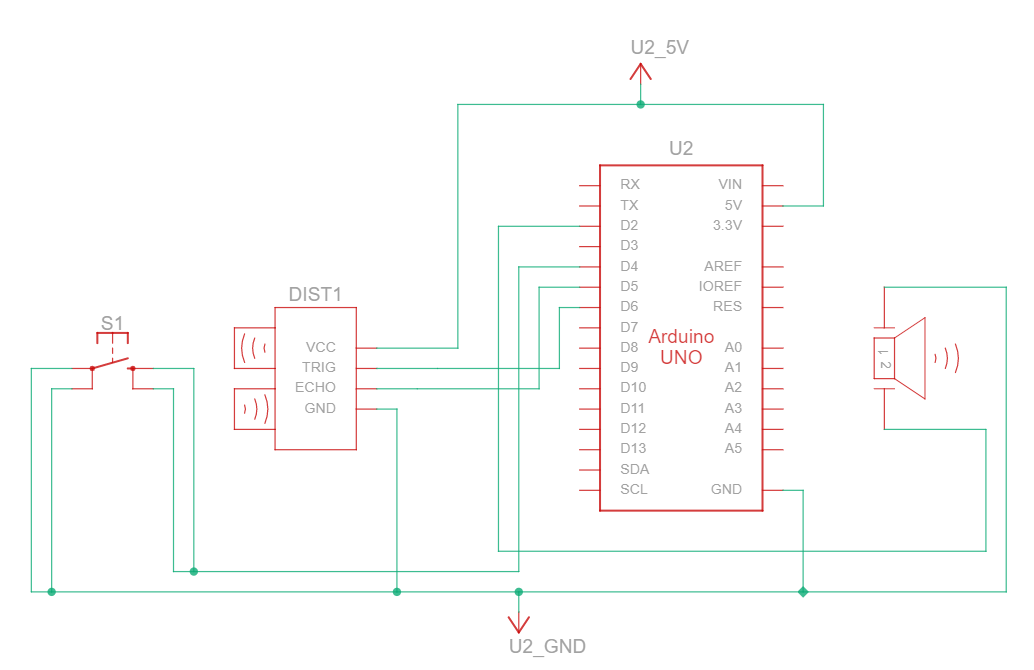 U2_5V
U2
RX VIN
TX 5V
D2 3.3V
D3
D4 AREF
D5 IOREF
D6 RES
D7
Arduino
UNO
D8 A0
D9 A1
D10 A2
D11 A3
D12 A4
D13 A5
SDA
SCL GND
DIST1
VCC
TRIG
ECHO
GND
S1
1
2
U2_GND